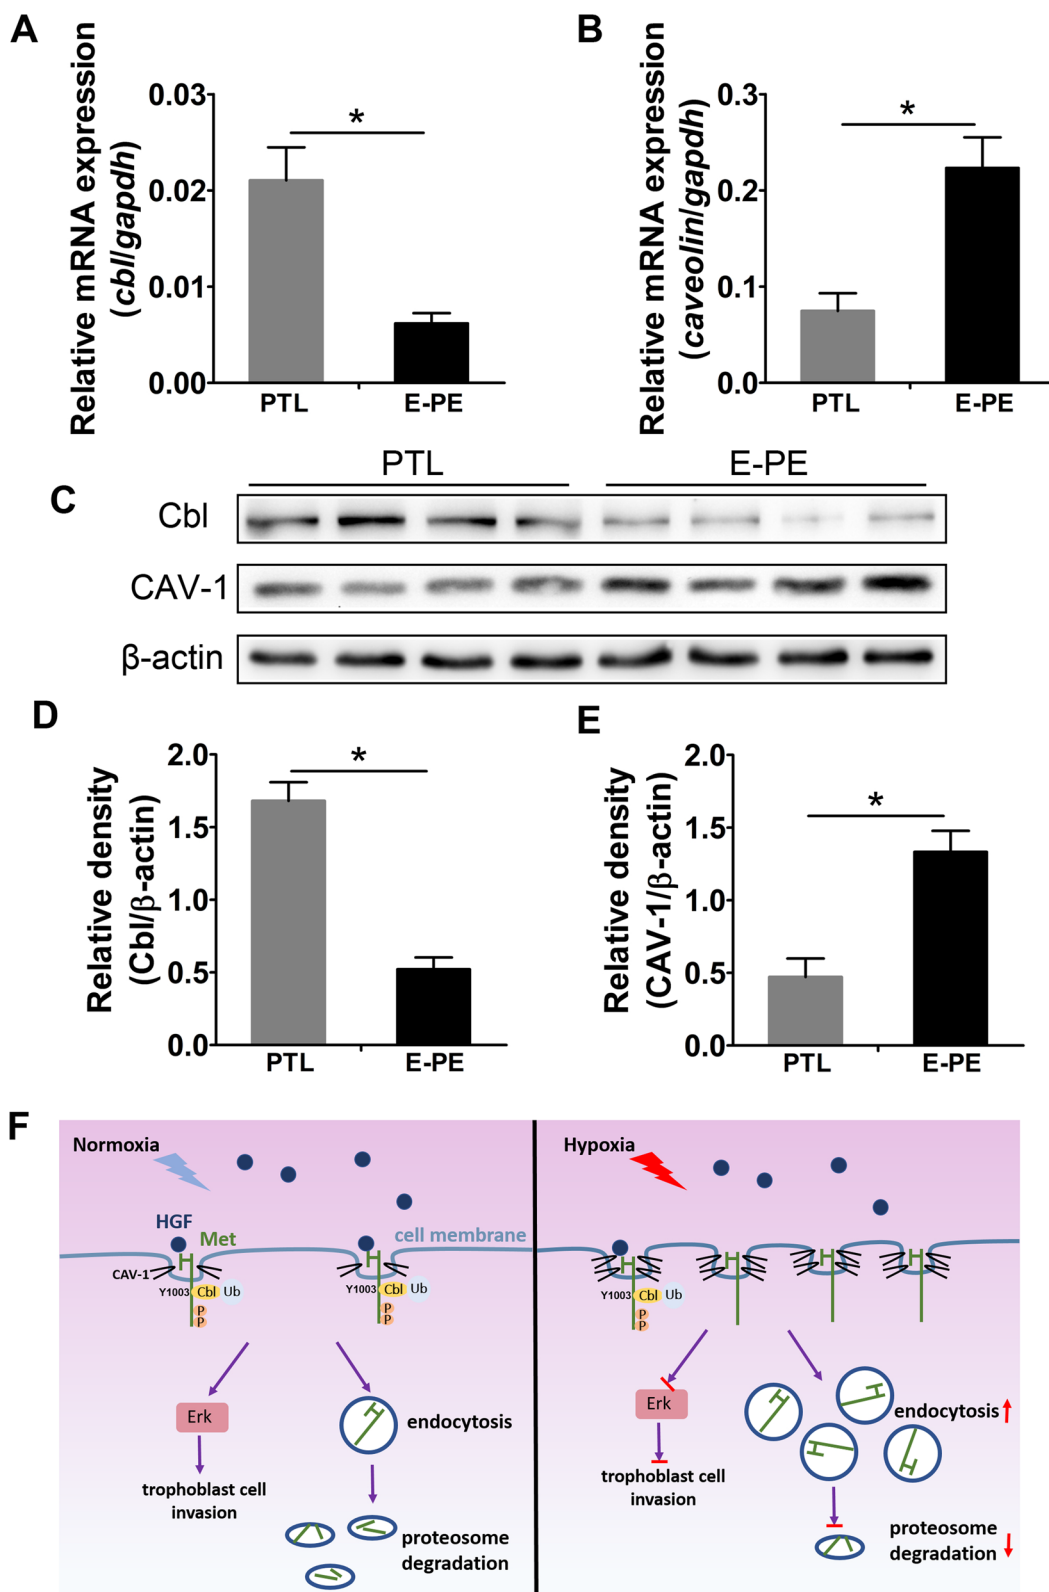 A
Relative mRNA expression
(cbl/gapdh)
0.03
0.02
0.01
0.00
*
PTL
E-PE
B
Relative mRNA expression
(caveolin/gapdh)
0.3
0.2
0.1
0.0
*
PTL
E-PE
C
PTL
E-PE
Cbl
CAV-1
β-actin
D
Relative density
(Cbl/β-actin)
2.0
1.5
1.0
0.5
0.0
*
PTL
E-PE
E
Relative density
(CAV-1/β-actin)
2.0
1.5
1.0
0.5
0.0
*
PTL
E-PE
F
Normoxia
HGF
Met
cell membrane
CAV-1
Y1003
Cbl
Ub
P
P
Y1003
Cbl
Ub
P
P
Erk
endocytosis
trophoblast cell
invasion
proteosome
degradation
Hypoxia
Y1003
Cbl
Ub
P
P
Erk
endocytosis
trophoblast cell
invasion
proteosome
degradation